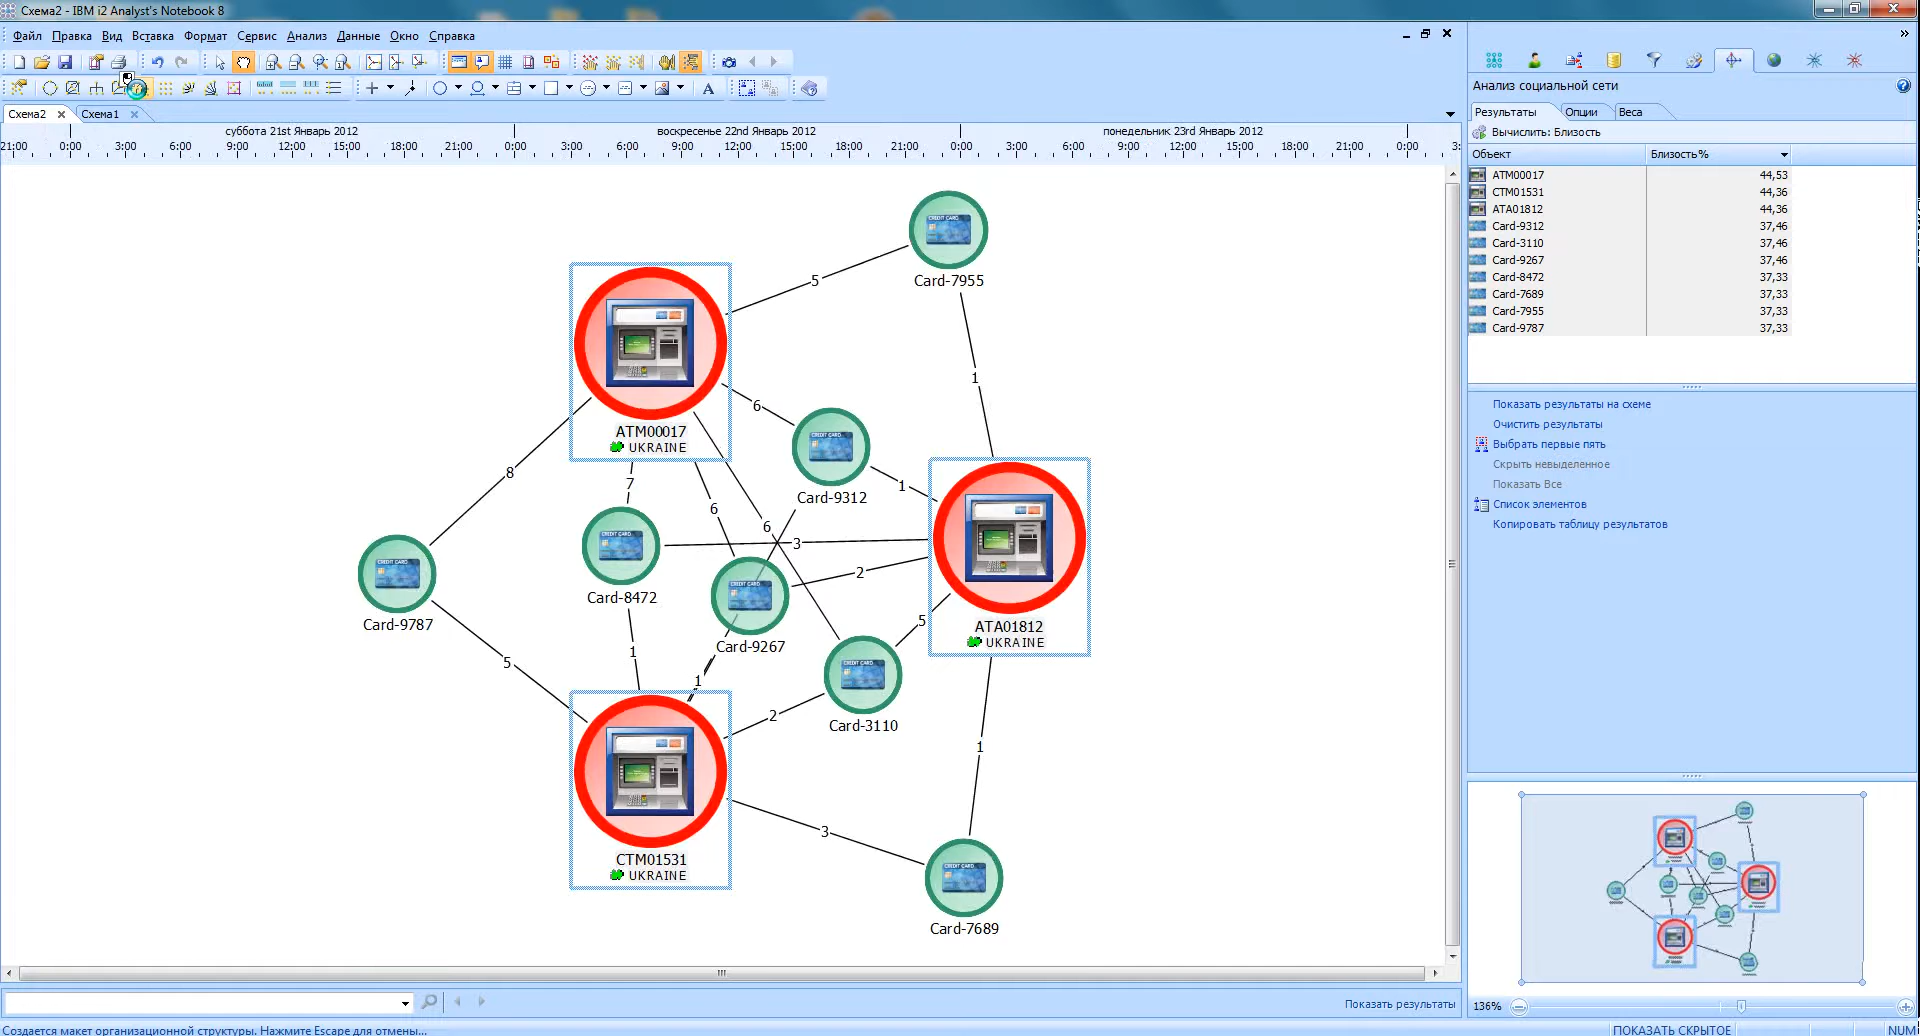 Схема2 - IBM i2 Analyst's Notebook 8
Файл Правка Вид Вставка Формат Сервис Анализ Данные Окно Справка
Схема2 Схема1
суббота 21st Январь 2012 воскресенье 22nd Январь 2012 понедельник 23rd Январь 2012
21:00 0:00 3:00 6:00 9:00 12:00 15:00 18:00 21:00 0:00 3:00 6:00 9:00 12:00 15:00 18:00 21:00 0:00 3:00 6:00 9:00 12:00 15:00 18:00 21:00 0:00 3:
Card-7955
5
1
ATM00017
UKRAINE
6
Card-9312
1
8
7
6
6
3
2
5
Card-8472
Card-9267
Card-9787
ATA01812
UKRAINE
1
1
5
2
Card-3110
1
CTM01531
UKRAINE
3
Card-7689
Анализ социальной сети
Результаты Опции Веса
Вычислить: Близость
Объект Близость%
ATM00017 44,53
CTM01531 44,36
ATA01812 44,36
Card-9312 37,46
Card-3110 37,46
Card-9267 37,46
Card-8472 37,33
Card-7689 37,33
Card-7955 37,33
Card-9787 37,33
Показать результаты на схеме
Очистить результаты
Выбрать первые пять
Скрыть невыделенное
Показать Все
Список элементов
Копировать таблицу результатов
136%
Показать результаты
Создается макет организационной структуры. Нажмите Escape для отмены...
ПОКАЗАТЬ СКРЫТОЕ NUM